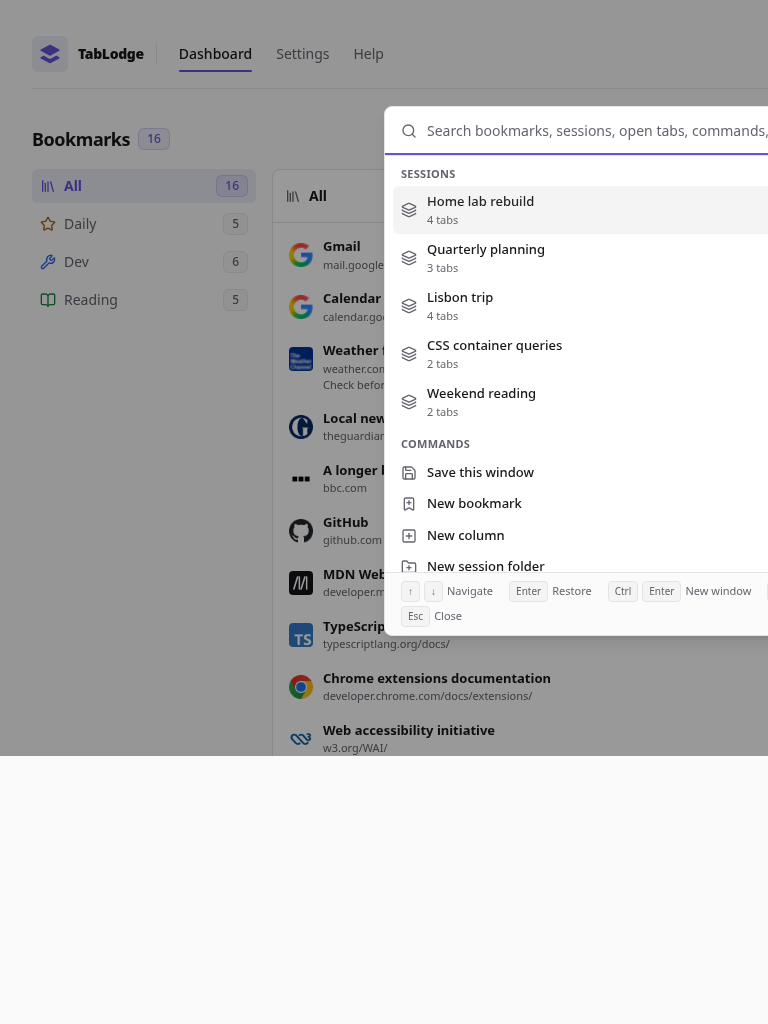 TabLodge
Dashboard
Settings
Help
Bookmarks 16
All 16
Daily 5
Dev 6
Reading 5
All
Gmail
mail.google
Calendar
Weather
weather.com
Check befor
Local new
theguardian
A longer
bbc.com
GitHub
github.com
MDN Web
TypeScrip
typescriptlang.org/docs/
Chrome extensions documentation
developer.chrome.com/docs/extensions/
Web accessibility initiative
w3.org/WAI/
Search bookmarks, sessions, open tabs, commands,
SESSIONS
Home lab rebuild
4 tabs
Quarterly planning
3 tabs
Lisbon trip
4 tabs
CSS container queries
2 tabs
Weekend reading
2 tabs
COMMANDS
Save this window
New bookmark
New column
New session folder
↑ ↓ Navigate Enter Restore Ctrl Enter New window
Esc Close